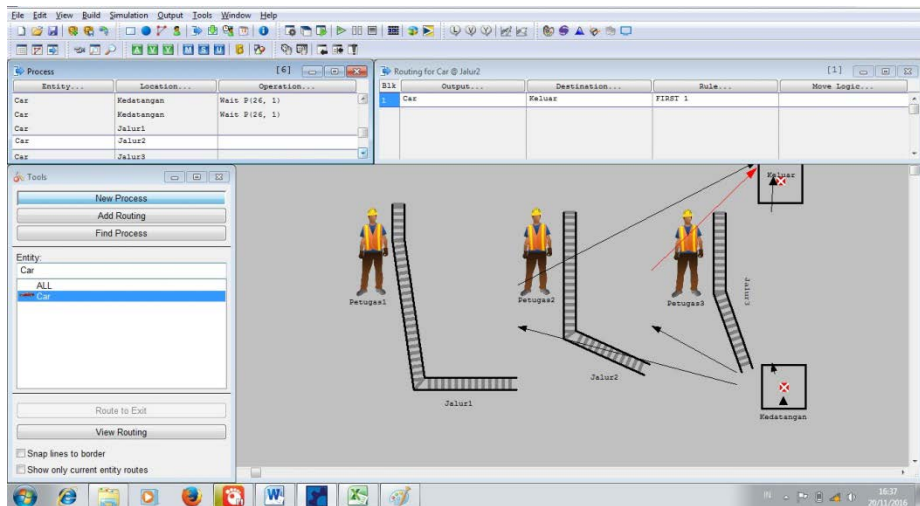 File Edit View Build Simulation Output Tools Window Help
Process [6]
Entity... Location... Operation...
Car Kedatangan Wait P(26, 1)
Car Kedatangan Wait P(26, 1)
Car Jalur1
Car Jalur2
Car Jalur3
Routing for Car @ Jalur2 [1]
Blk Output... Destination... Rule... Move Logic...
1 Car Keluar FIRST 1
Tools
New Process
Add Routing
Find Process
Entity:
Car
ALL
Car
Route to Exit
View Routing
Snap lines to border
Show only current entity routes
Keluar
Petugas1
Petugas2
Petugas3
Jalur3
Jalur2
Jalur1
Kedatangan
IN
16:37
20/11/2016